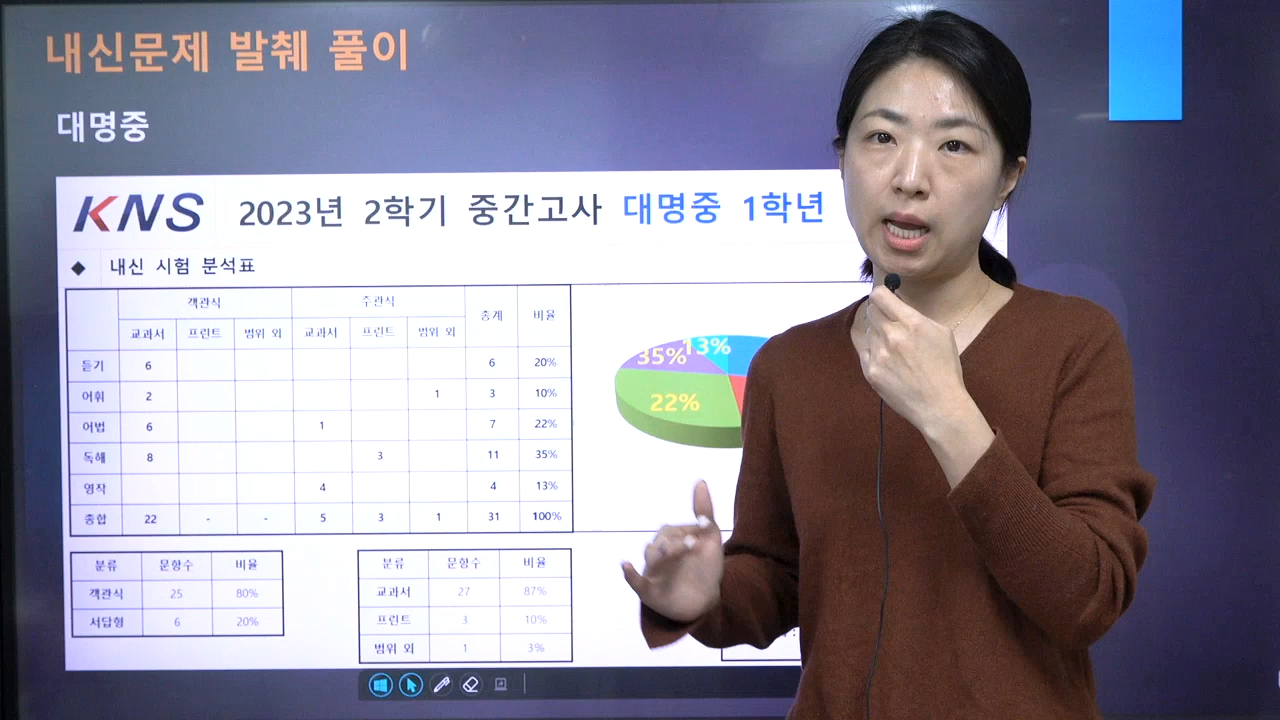 내신문제 발췌 풀이
대명중
KNS 2023년 2학기 중간고사 대명중 1학년
◆ 내신 시험 분석표
객관식 주관식 총계 비율
교과서 프린트 범위 외 교과서 프린트 범위 외
듣기 6 6 20%
어휘 2 1 3 10%
어법 6 1 7 22%
독해 8 3 11 35%
영작 4 4 13%
총합 22 - - 5 3 1 31 100%
35% 13%
22%
분류 문항수 비율
객관식 25 80%
서답형 6 20%
분류 문항수 비율
교과서 27 87%
프린트 3 10%
범위 외 1 3%